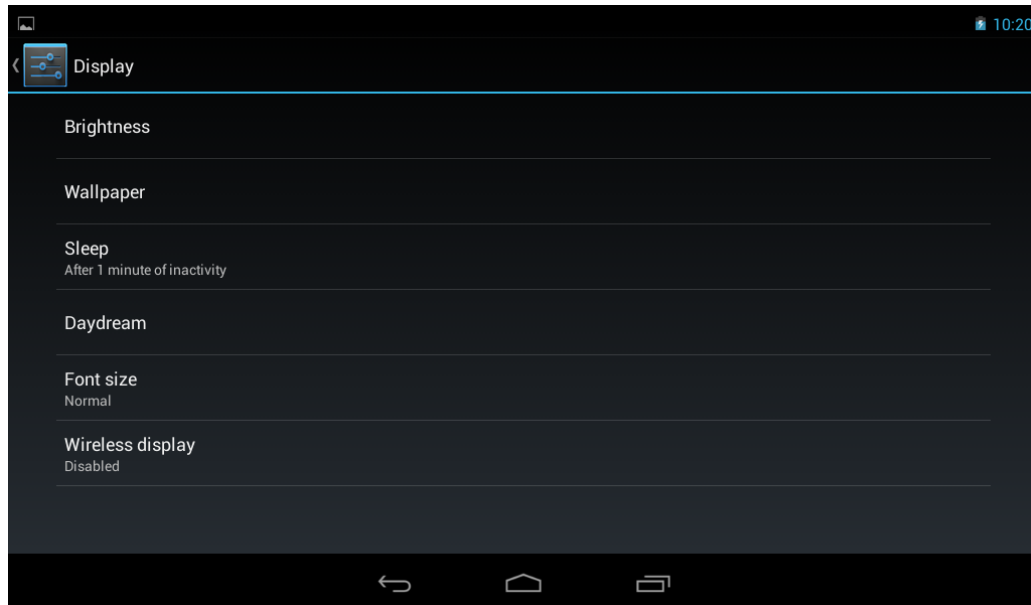 10:20
Display
Brightness
Wallpaper
Sleep
After 1 minute of inactivity
Daydream
Font size
Normal
Wireless display
Disabled